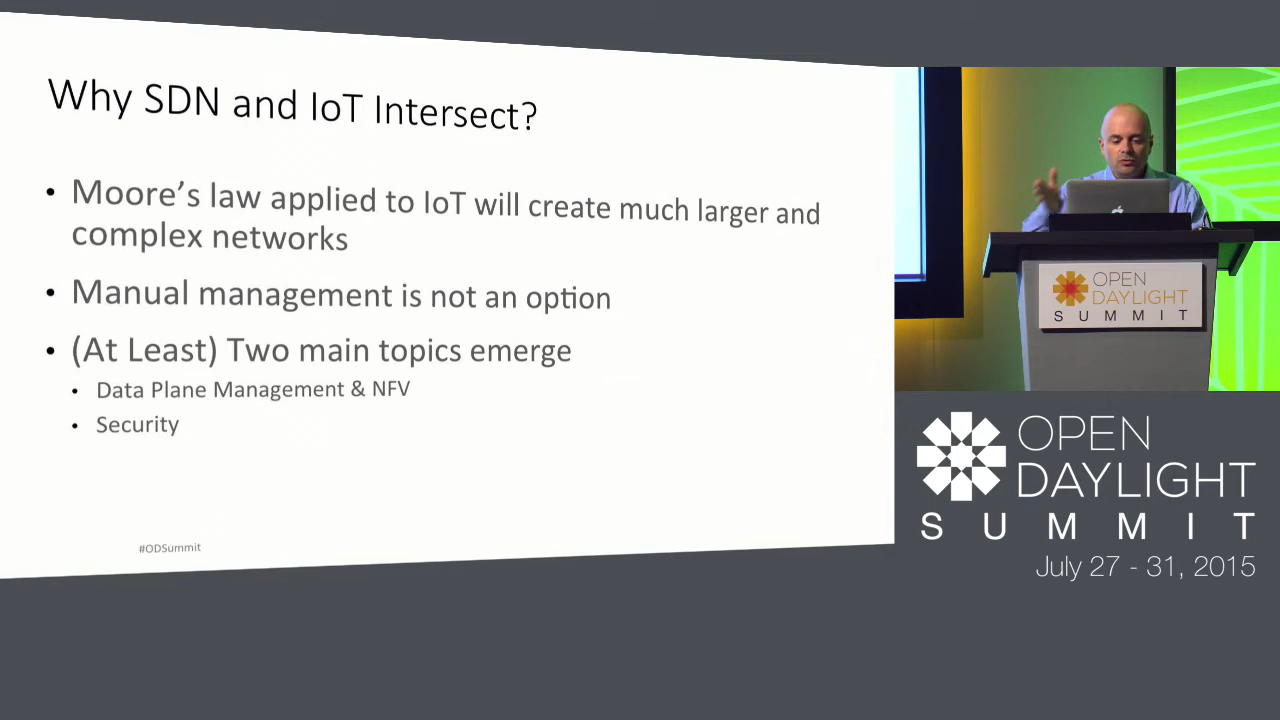 Why SDN and IoT Intersect?
• Moore's law applied to IoT will create much larger and
complex networks
• Manual management is not an option
• (At Least) Two main topics emerge
• Data Plane Management & NFV
• Security
#ODSummit
OPEN
DAYLIGHT
SUMMIT
OPEN
DAYLIGHT
SUMMIT
July 27 - 31, 2015